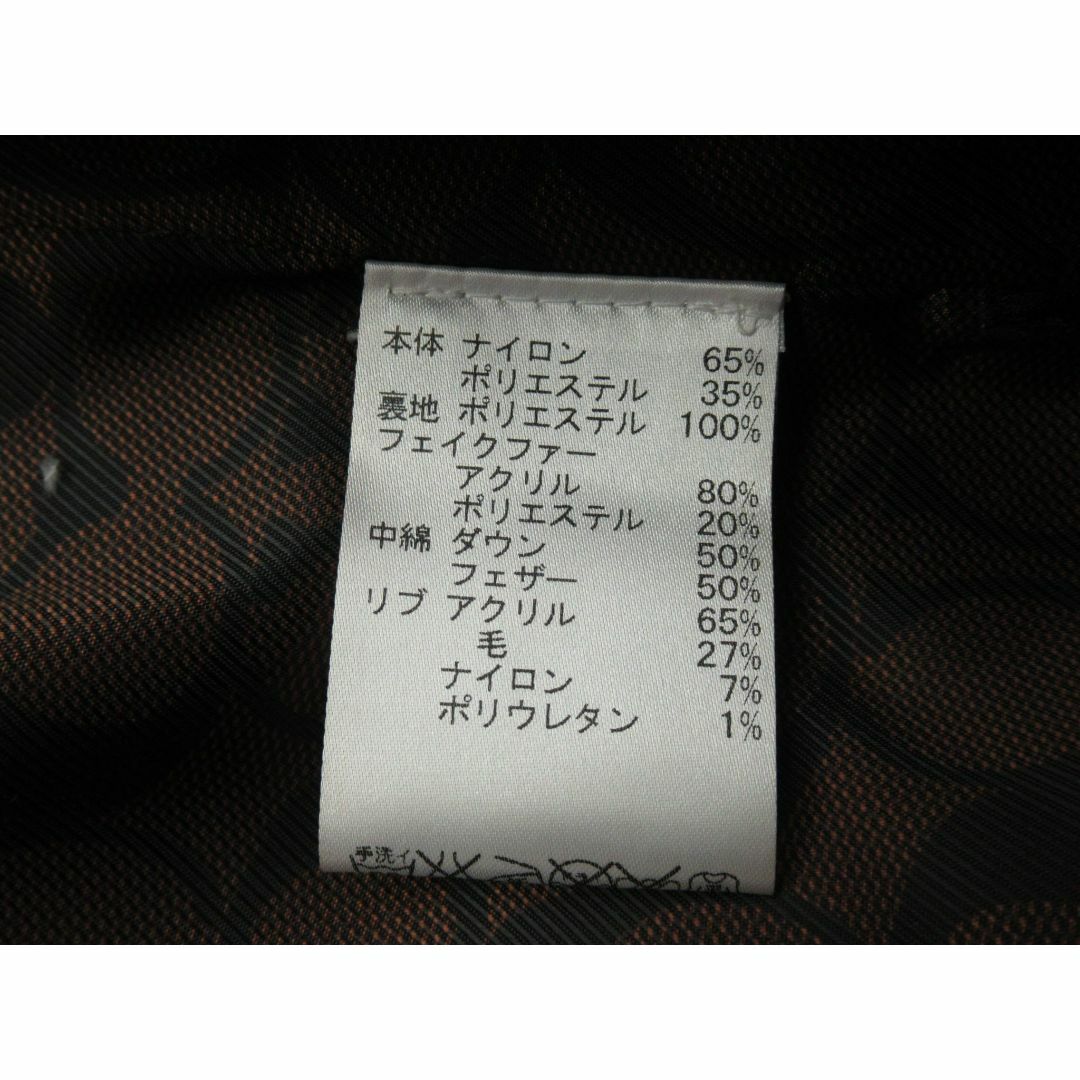 本体 ナイロン 65%
ポリエステル 35%
裏地 ポリエステル 100%
フェイクファー
アクリル 80%
ポリエステル 20%
中綿 ダウン 50%
フェザー 50%
リブ アクリル 65%
毛 27%
ナイロン 7%
ポリウレタン 1%
手洗イ